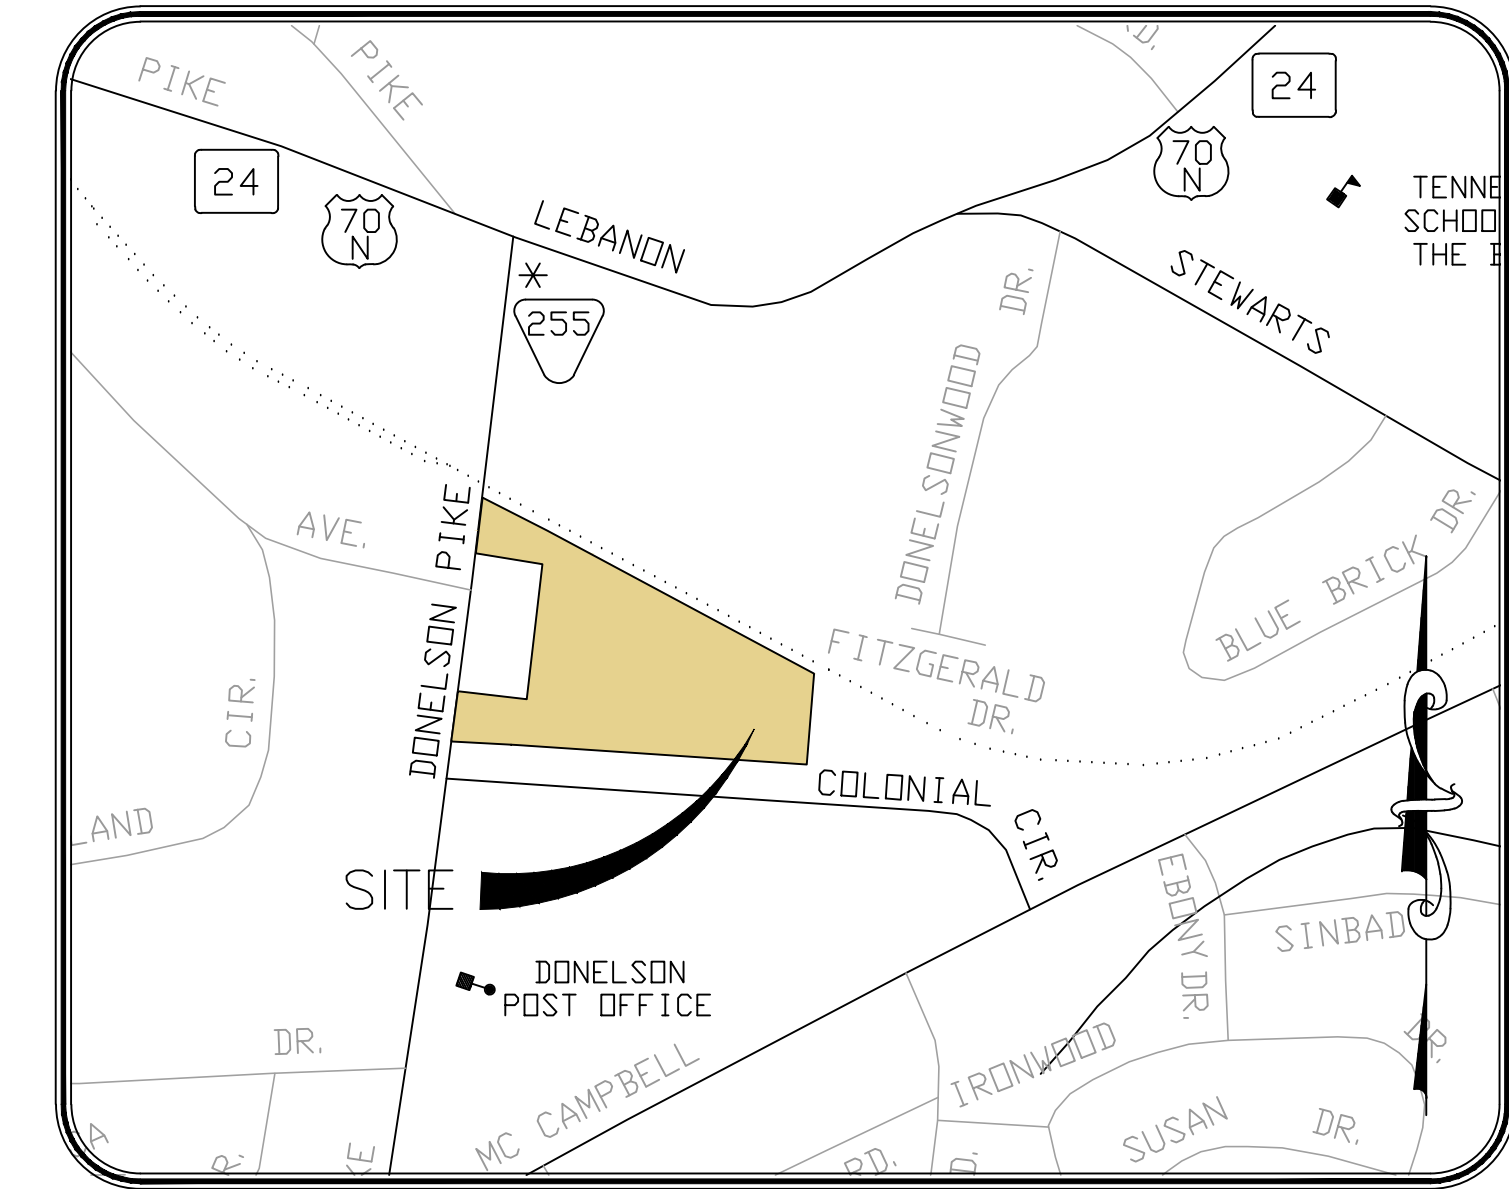 PIKE
PIKE
D.
24
70
N
24
70
N
TENNE
SCHOO
THE
LEBANON
255
STEWARTS
DR.
DONELSONWOOD
DR.
BLUE BRICK
AVE.
DONELSON PIKE
FITZGERALD
DR.
CIR.
COLONIAL
CIR.
AND
SITE
EBONY DR.
SINBAD
DONELSON
POST OFFICE
DR.
IRONWOOD
DR.
MC CAMPBELL
SUSAN
DR.
A
R.
KE
RD.
D.